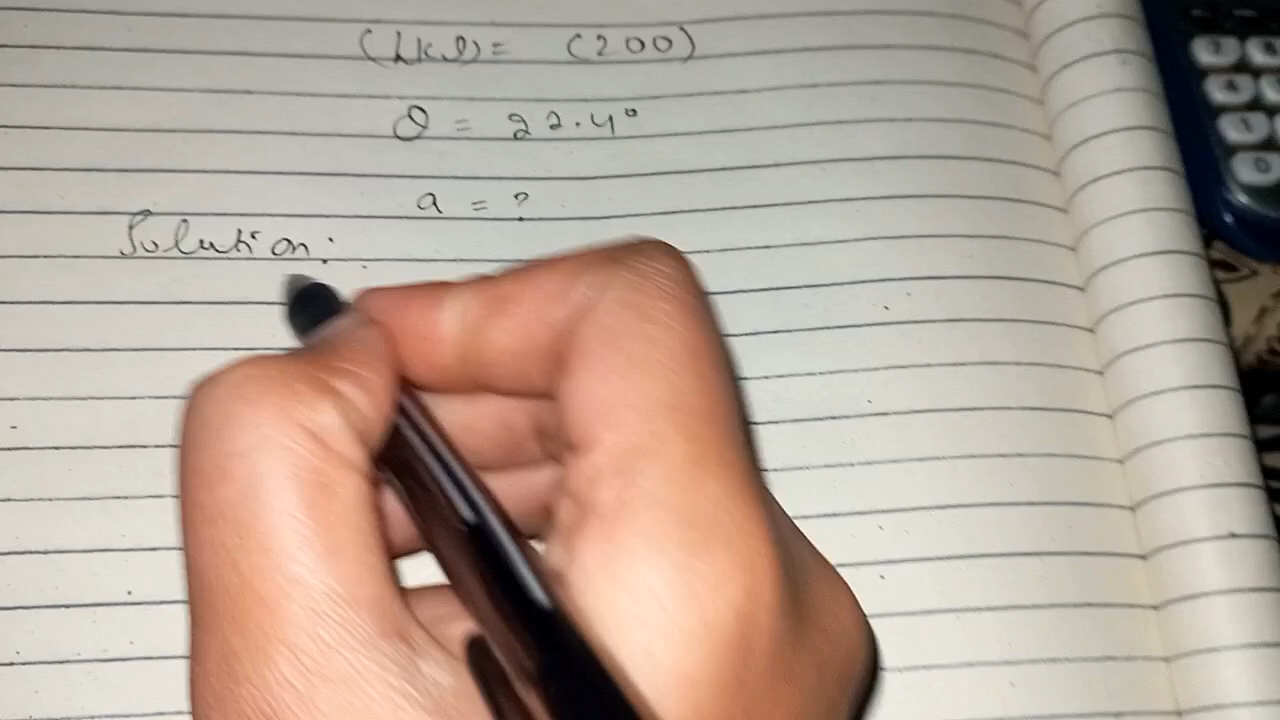 (hkl) = (200)
θ = 22.4°
a = ?
Solution: